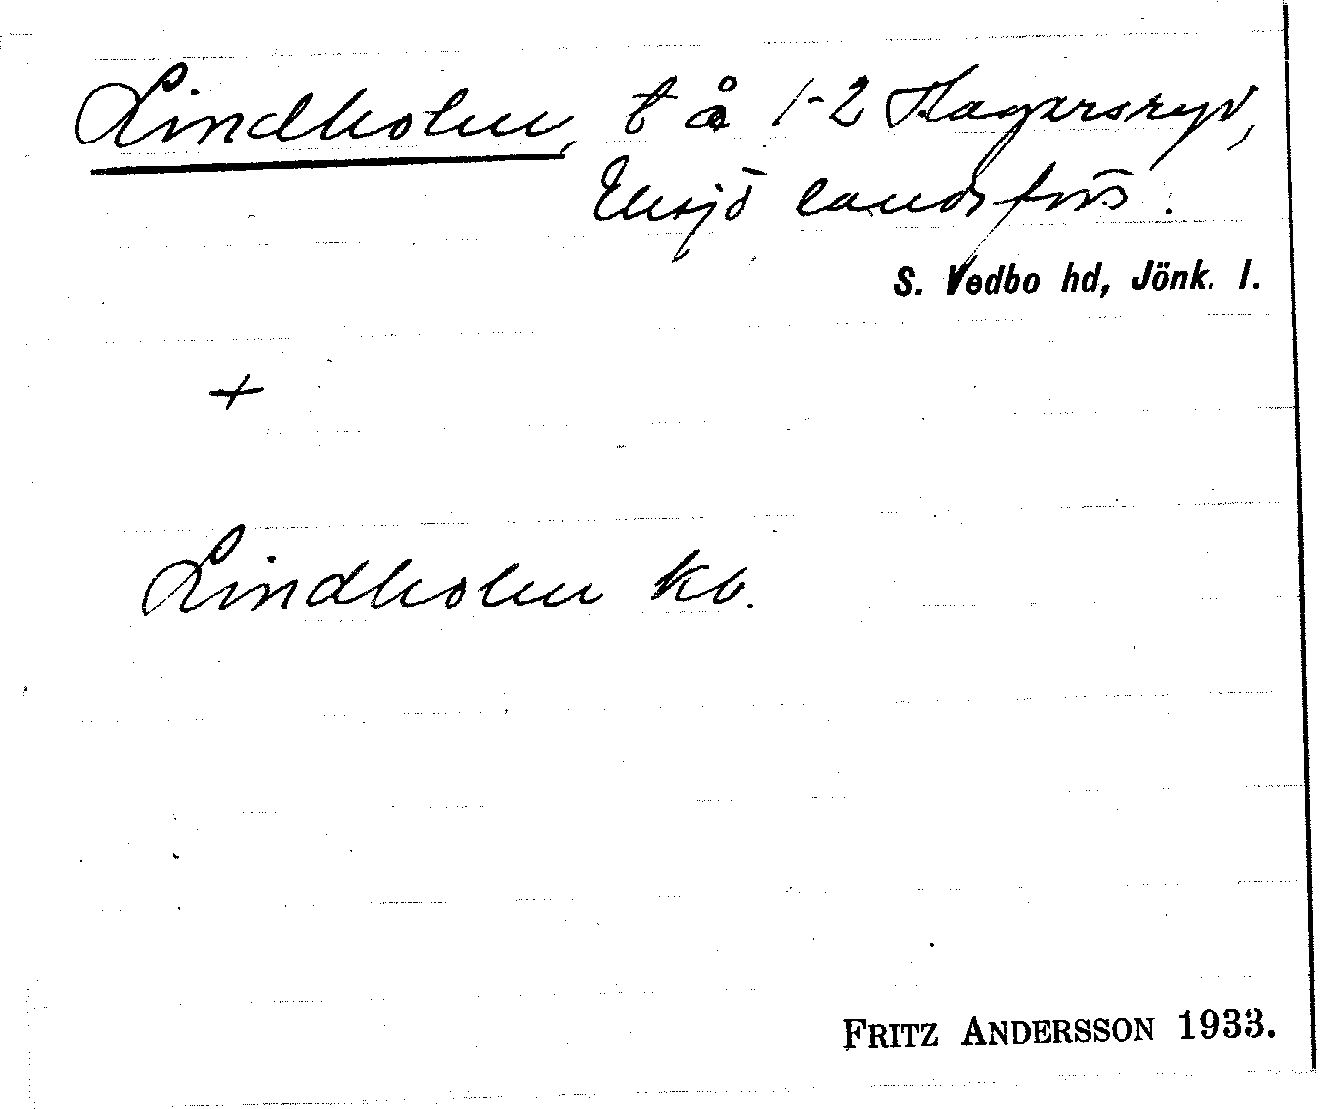 Lindholm, t å 1-2 Hagersryd,
Eksjö landsförs.
S. Vedbo hd, Jönk. l.
+
Lindholm kb.
FRITZ ANDERSSON 1933.